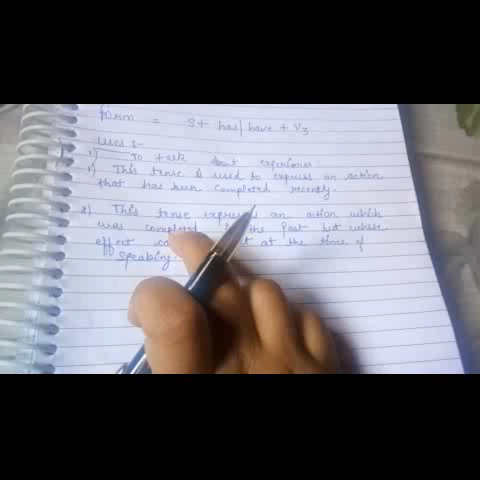 form = S+ has/have + V3
Uses :-
1) To task about experiences.
1) This tense is used to express an action
that has been completed recently.
2) This tense expresses an action which
was completed the past but whose
effect at the time of
speaking.